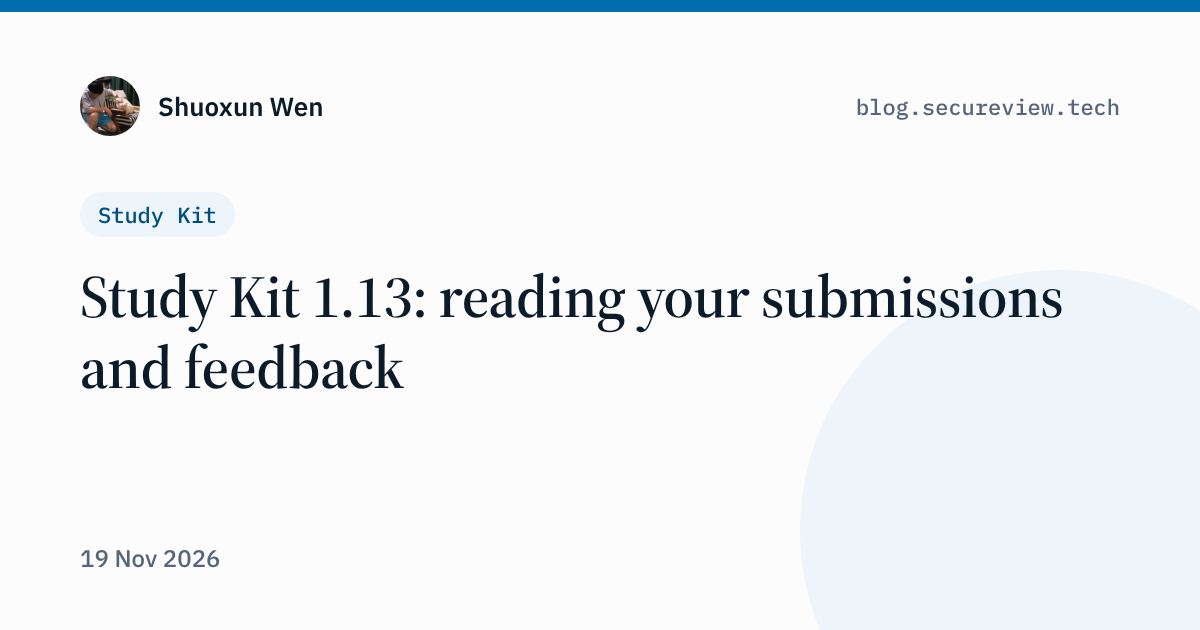 Shuoxun Wen
blog.secureview.tech
Study Kit
Study Kit 1.13: reading your submissions
and feedback
19 Nov 2026